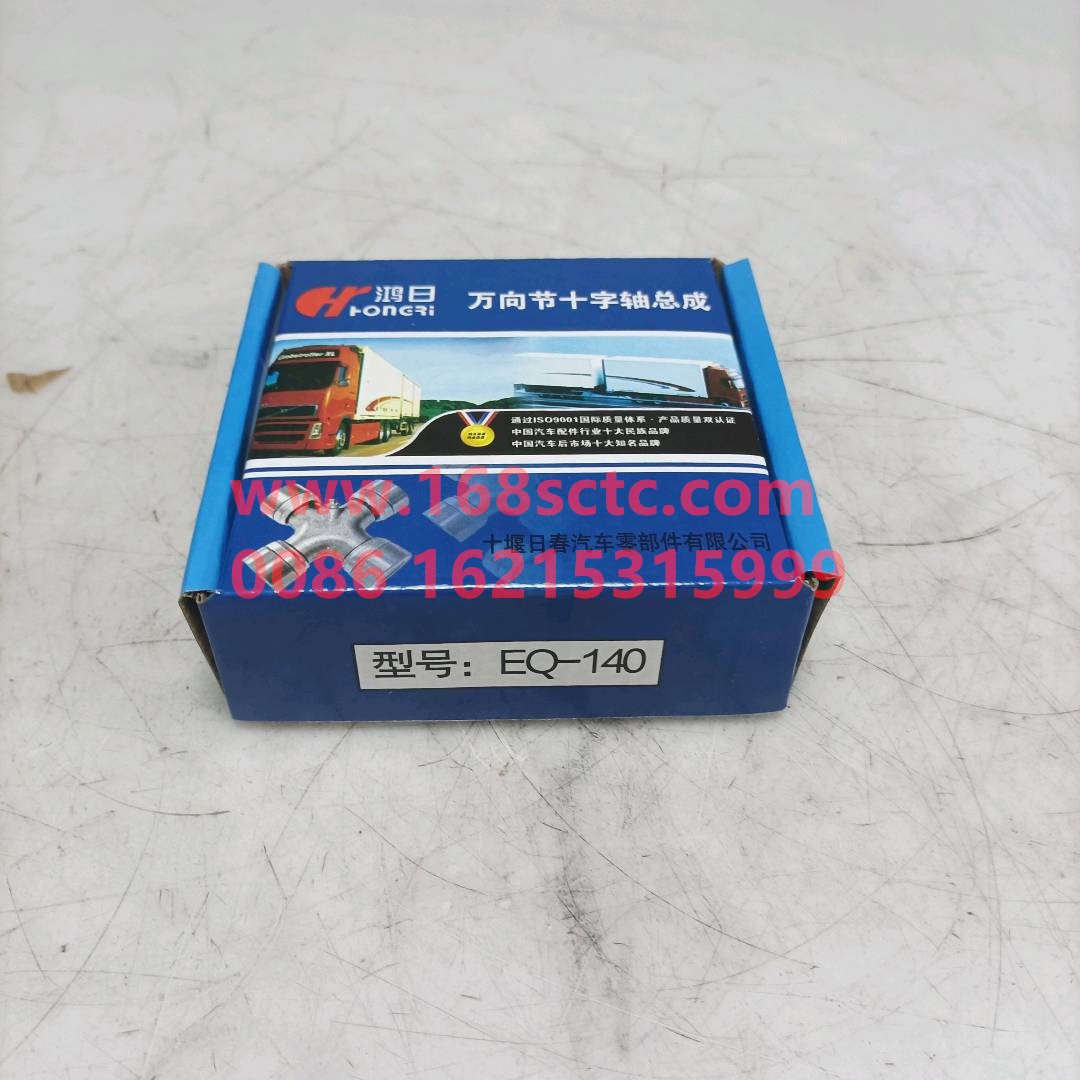 鸿日
HONGRI
万向节十字轴总成
Globetrotter XL
通过ISO9001国际质量体系·产品质量双认证
中国汽车配件行业十大民族品牌
中国汽车后市场十大知名品牌
www.168sctc.com
十堰日春汽车零部件有限公司
0086 16215315999
型号：EQ-140